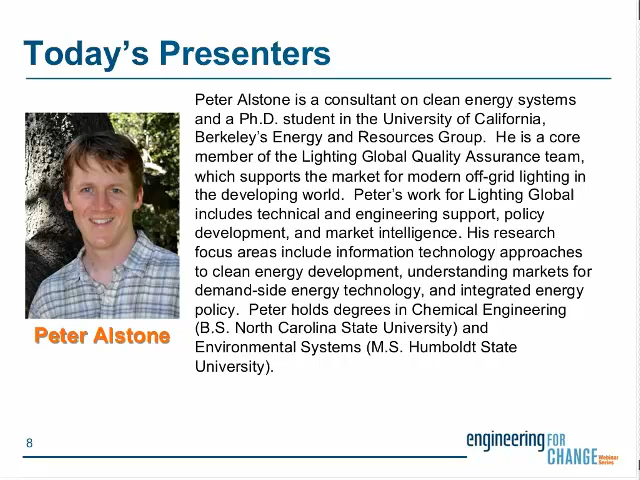 Today's Presenters
Peter Alstone is a consultant on clean energy systems
and a Ph.D. student in the University of California,
Berkeley's Energy and Resources Group.  He is a core
member of the Lighting Global Quality Assurance team,
which supports the market for modern off-grid lighting in
the developing world.  Peter's work for Lighting Global
includes technical and engineering support, policy
development, and market intelligence. His research
focus areas include information technology approaches
to clean energy development, understanding markets for
demand-side energy technology, and integrated energy
policy.  Peter holds degrees in Chemical Engineering
(B.S. North Carolina State University) and
Environmental Systems (M.S. Humboldt State
University).
Peter Alstone
8
engineering FOR
CHANGE Webinar
Series